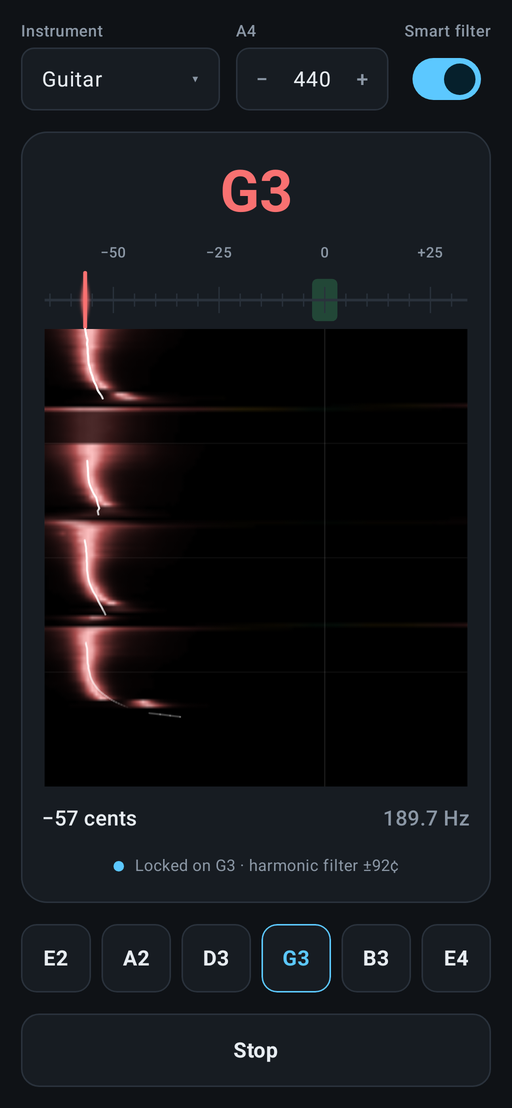 Instrument A4 Smart filter
Guitar ▾ − 440 +
G3
−50 −25 0 +25
−57 cents 189.7 Hz
Locked on G3 · harmonic filter ±92¢
E2 A2 D3 G3 B3 E4
Stop